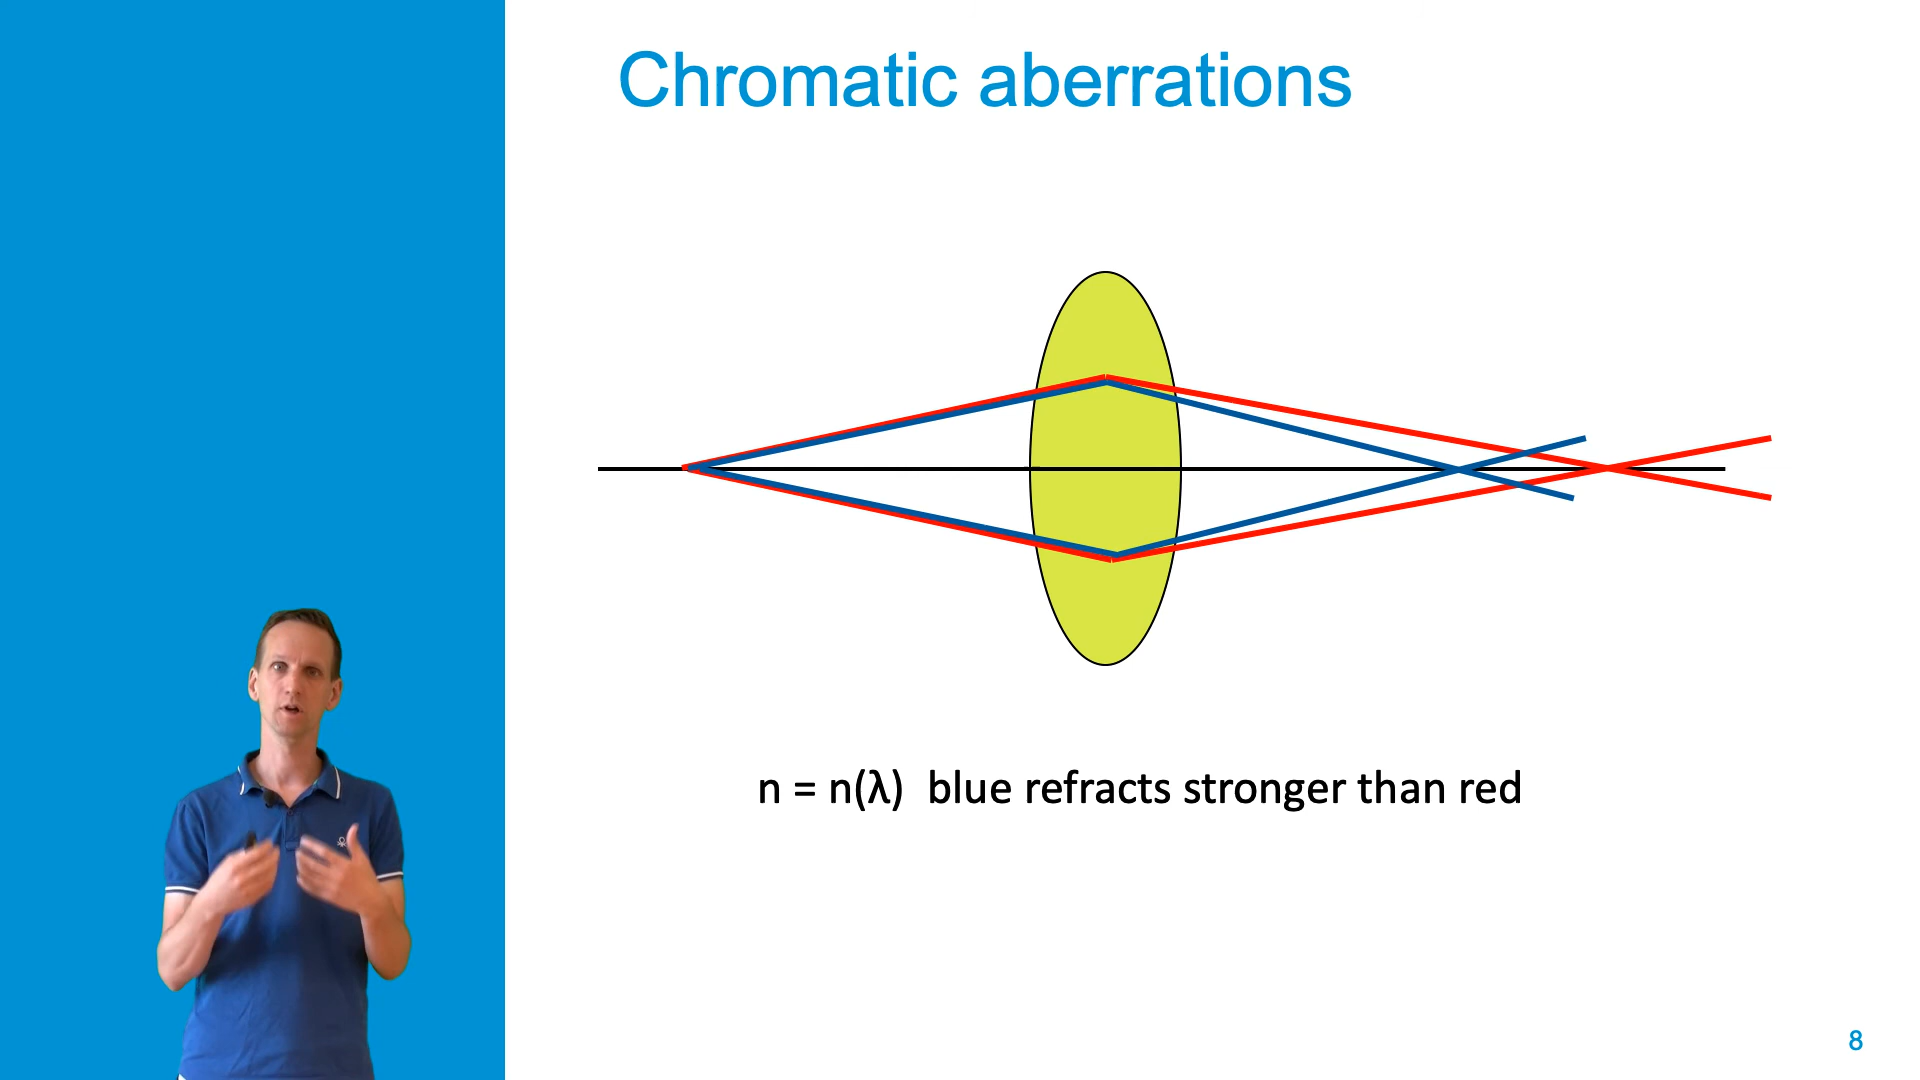 Chromatic aberrations
n = n(λ) blue refracts stronger than red
8